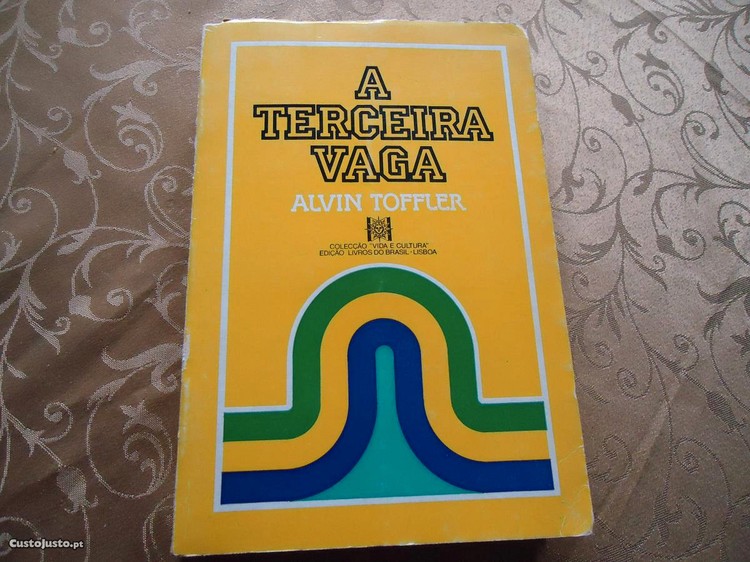 A
TERCEIRA
VAGA
ALVIN TOFFLER
COLECÇÃO "VIDA E CULTURA"
EDIÇÃO LIVROS DO BRASIL - LISBOA
CustoJusto.pt